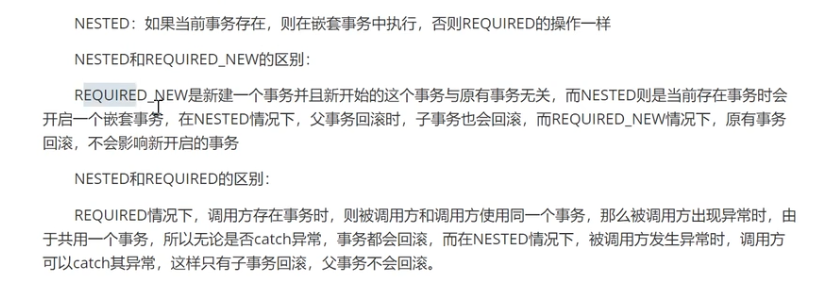 NESTED：如果当前事务存在，则在嵌套事务中执行，否则REQUIRED的操作一样
NESTED和REQUIRED_NEW的区别：
REQUIRED_NEW是新建一个事务并且新开始的这个事务与原有事务无关，而NESTED则是当前存在事务时会
开启一个嵌套事务，在NESTED情况下，父事务回滚时，子事务也会回滚，而REQUIRED_NEW情况下，原有事务
回滚，不会影响新开启的事务
NESTED和REQUIRED的区别：
REQUIRED情况下，调用方存在事务时，则被调用方和调用方使用同一个事务，那么被调用方出现异常时，由
于共用一个事务，所以无论是否catch异常，事务都会回滚，而在NESTED情况下，被调用方发生异常时，调用方
可以catch其异常，这样只有子事务回滚，父事务不会回滚。